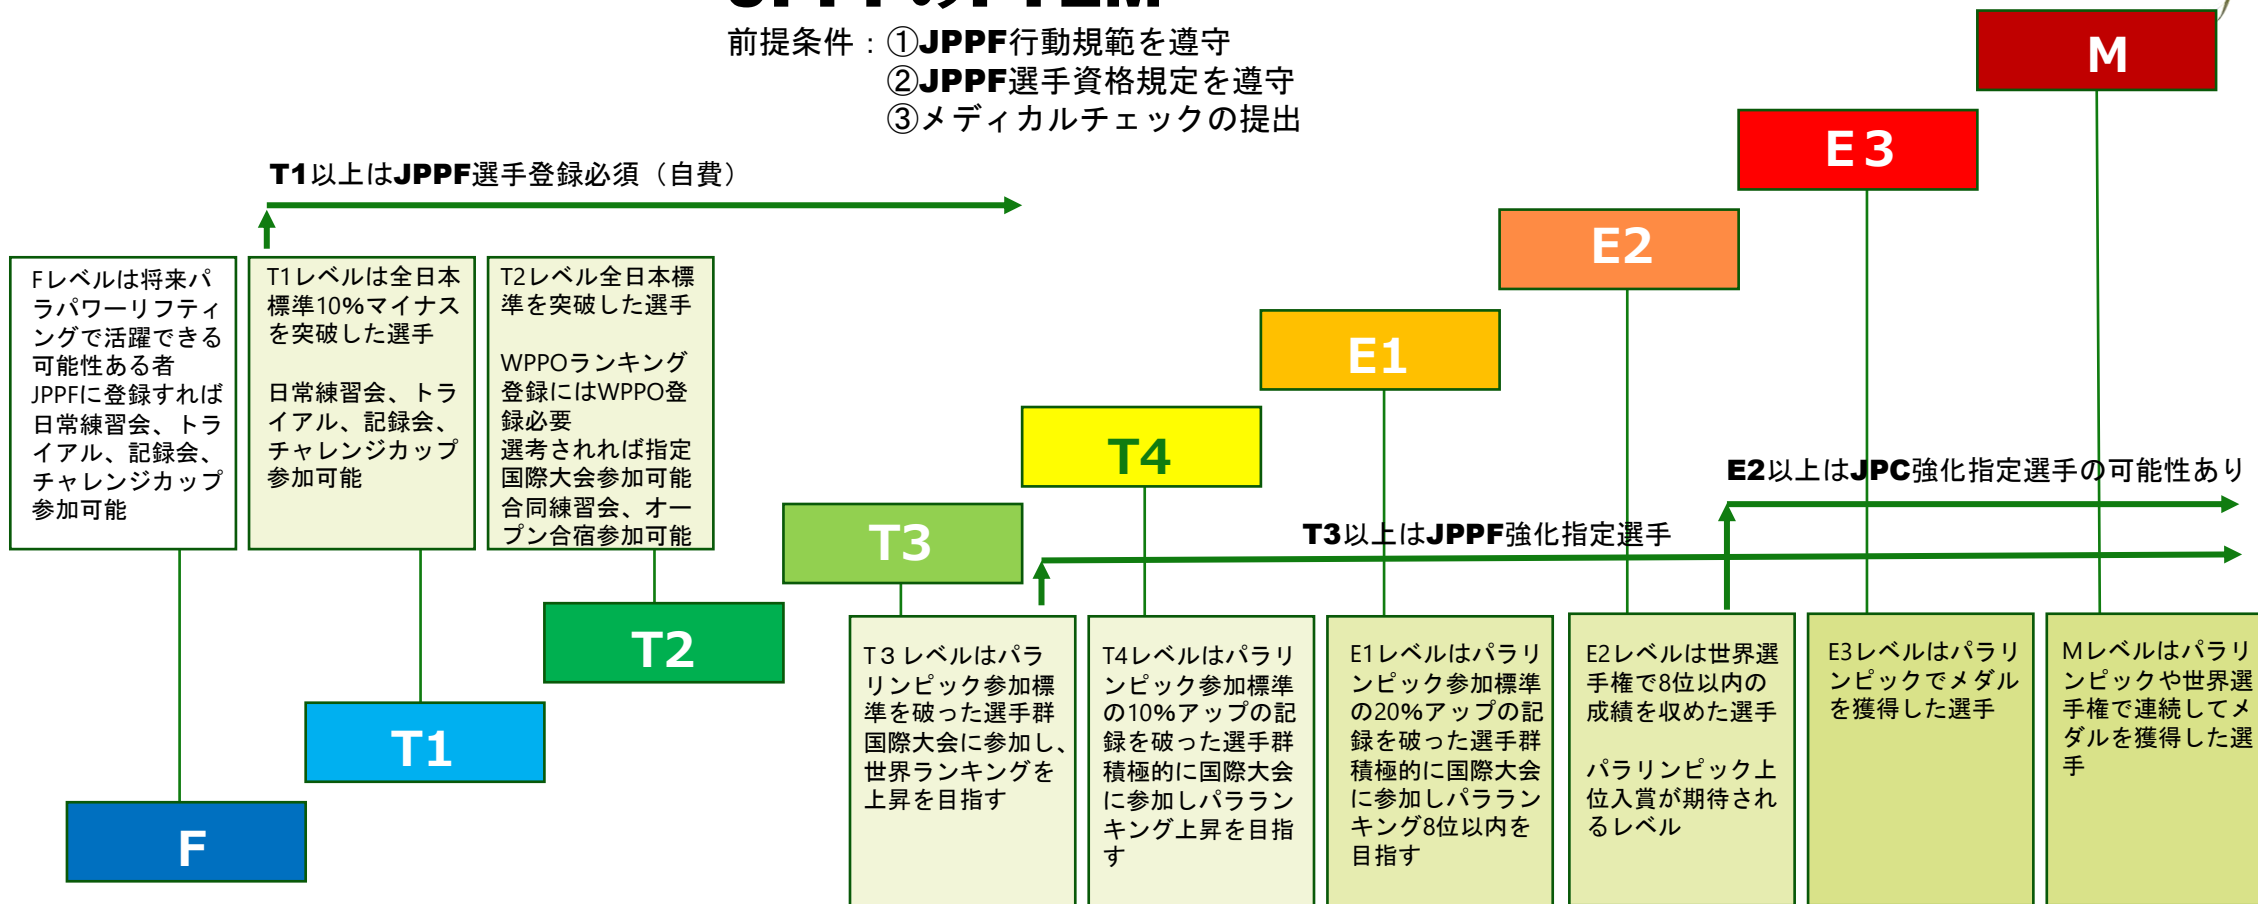 JPPFのFTEM
前提条件：①JPPF行動規範を遵守
②JPPF選手資格規定を遵守
③メディカルチェックの提出
M
E３
T1以上はJPPF選手登録必須（自費）
E2
Fレベルは将来パ
ラパワーリフティ
ングで活躍できる
可能性ある者
JPPFに登録すれば
日常練習会、トラ
イアル、記録会、
チャレンジカップ
参加可能
T1レベルは全日本
標準10%マイナス
を突破した選手
日常練習会、トラ
イアル、記録会、
チャレンジカップ
参加可能
T2レベル全日本標
準を突破した選手
WPPOランキング
登録にはWPPO登
録必要
選考されれば指定
国際大会参加可能
合同練習会、オー
プン合宿参加可能
E1
T4
E2以上はJPC強化指定選手の可能性あり
T3
T3以上はJPPF強化指定選手
T2
T1
F
T３レベルはパラ
リンピック参加標
準を破った選手群
国際大会に参加し、
世界ランキングを
上昇を目指す
T4レベルはパラリ
ンピック参加標準
の10%アップの記
録を破った選手群
積極的に国際大会
に参加しパララン
キング上昇を目指
す
E1レベルはパラリ
ンピック参加標準
の20%アップの記
録を破った選手群
積極的に国際大会
に参加しパララン
キング8位以内を
目指す
E2レベルは世界選
手権で8位以内の
成績を収めた選手
パラリンピック上
位入賞が期待され
るレベル
E3レベルはパラリ
ンピックでメダル
を獲得した選手
Mレベルはパラリ
ンピックや世界選
手権で連続してメ
ダルを獲得した選
手